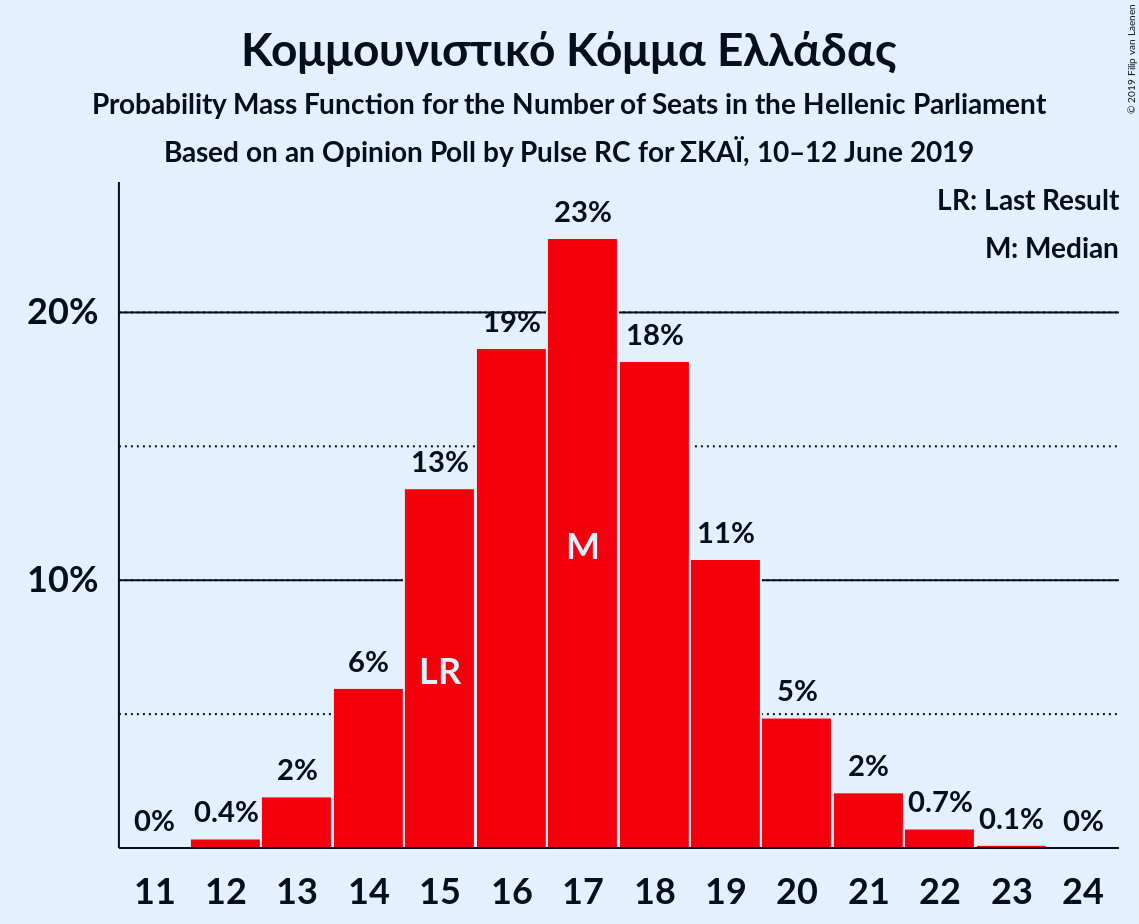 Κομμουνιστικό Κόμμα Ελλάδας
Probability Mass Function for the Number of Seats in the Hellenic Parliament
Based on an Opinion Poll by Pulse RC for ΣΚΑΪ, 10–12 June 2019
© 2019 Filip van Laenen
LR: Last Result
M: Median
23%
20%
19%
18%
13%
11%
M
10%
6%
LR
5%
2%
2%
0%
0.4%
0.7%
0.1%
0%
11 12 13 14 15 16 17 18 19 20 21 22 23 24